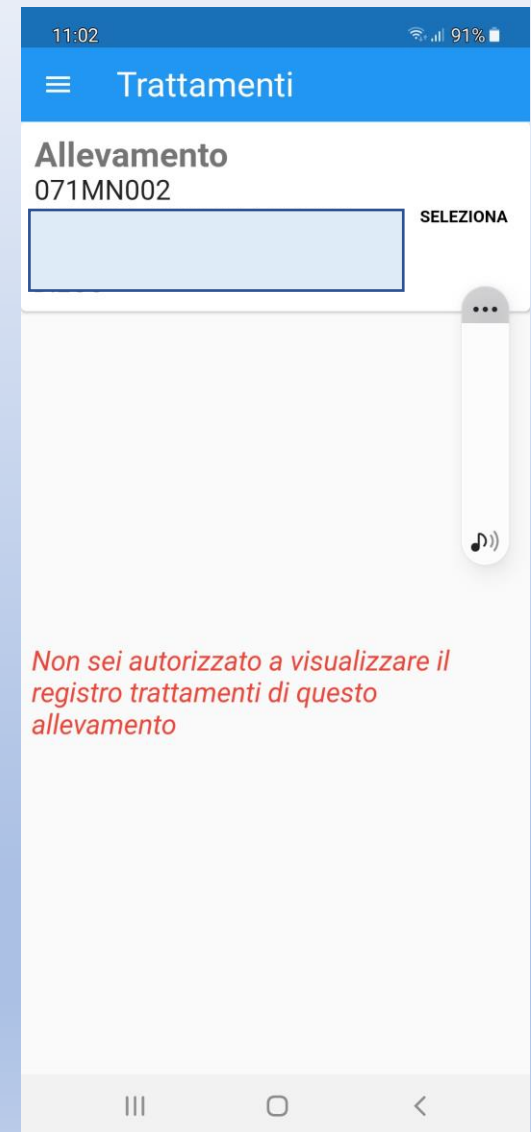 11:02 91%
Trattamenti
Allevamento
071MN002
SELEZIONA
Non sei autorizzato a visualizzare il
registro trattamenti di questo
allevamento